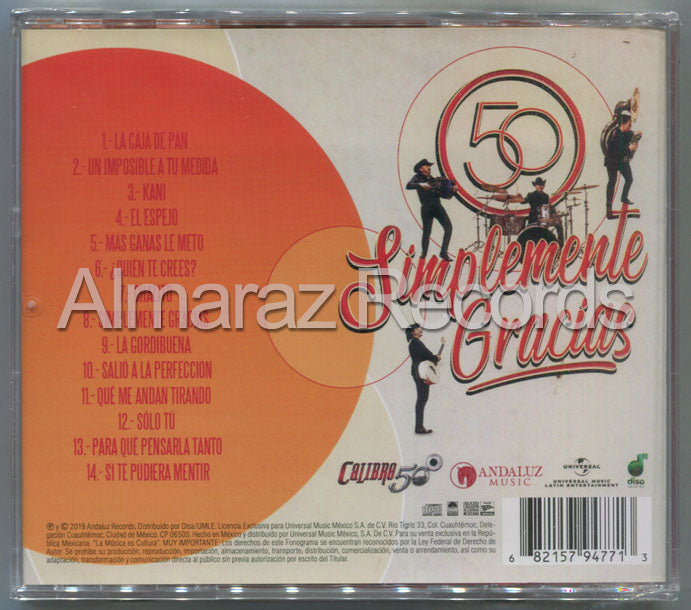 1.- LA CAJA DE PAN
2.- UN IMPOSIBLE A TU MEDIDA
3.- KANI
4.- EL ESPEJO
5.- MÁS GANAS LE METO
6.- ¿QUIÉN TE CREES?
8.- SIMPLEMENTE GRACIAS
9.- LA GORDIBUENA
10.- SALIÓ A LA PERFECCIÓN
11.- QUÉ ME ANDAN TIRANDO
12.- SÓLO TÚ
13.- PARA QUÉ PENSARLA TANTO
14.- SI TE PUDIERA MENTIR
50
Simplemente
Gracias
Almaraz Records
CALIBRE 50
ANDALUZ
MUSIC
UNIVERSAL
UNIVERSAL MUSIC
LATIN ENTERTAINMENT
disa
℗ y © 2019 Andaluz Records, Distribuido por Disa/UMLE. Licencia Exclusiva para Universal Music México S.A. de C.V. Río Tigris 33, Col. Cuauhtémoc, Dele-
gación Cuauhtémoc, Ciudad de México. CP 06500. Hecho en México y distribuido por Universal Music México, S.A. De C.V. Para su venta exclusiva en la Repú-
blica Mexicana. "La Música es Cultura". MUY IMPORTANTE: Los derechos de este Fonograma se encuentran reconocidos por la Ley Federal de Derecho de
Autor. Se prohíbe su producción, reproducción, importación, almacenamiento, transporte, distribución, comercialización, venta o arrendamiento, así como su
adaptación, transformación y comunicación directa al público sin previa autorización por escrito del Titular.
6 82157 94771 3